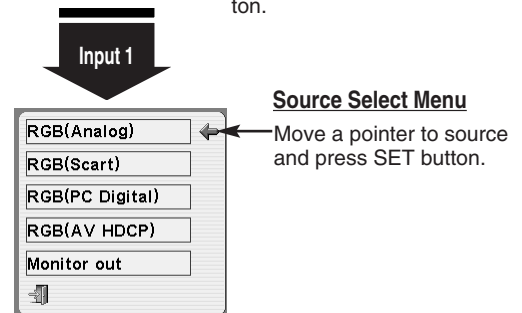 ton.
Input 1
Source Select Menu
Move a pointer to source
and press SET button.
RGB(Analog)
RGB(Scart)
RGB(PC Digital)
RGB(AV HDCP)
Monitor out